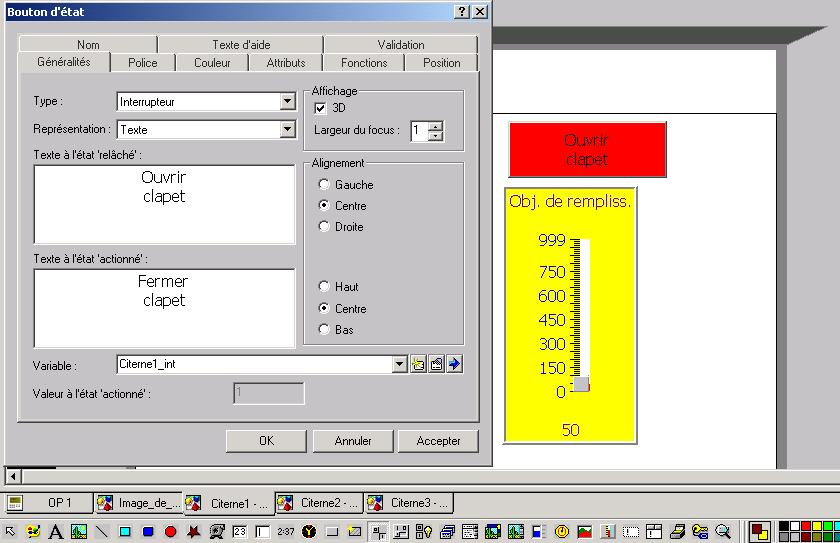 Bouton d'état
Nom
Texte d'aide
Validation
Généralités
Police
Couleur
Attributs
Fonctions
Position
Type :
Interrupteur
Représentation :
Texte
Texte à l'état 'relâché' :
Ouvrir
clapet
Texte à l'état 'actionné' :
Fermer
clapet
Variable :
Citerne1_int
Valeur à l'état 'actionné' :
1
Affichage
3D
Largeur du focus :
1
Alignement
Gauche
Centre
Droite
Haut
Centre
Bas
OK
Annuler
Accepter
Ouvrir
clapet
Obj. de rempliss.
999
750
600
450
300
150
0
50
OP 1
Image_de_...
Citerne1 - ...
Citerne2 - ...
Citerne3 - ...
A
23
2:37